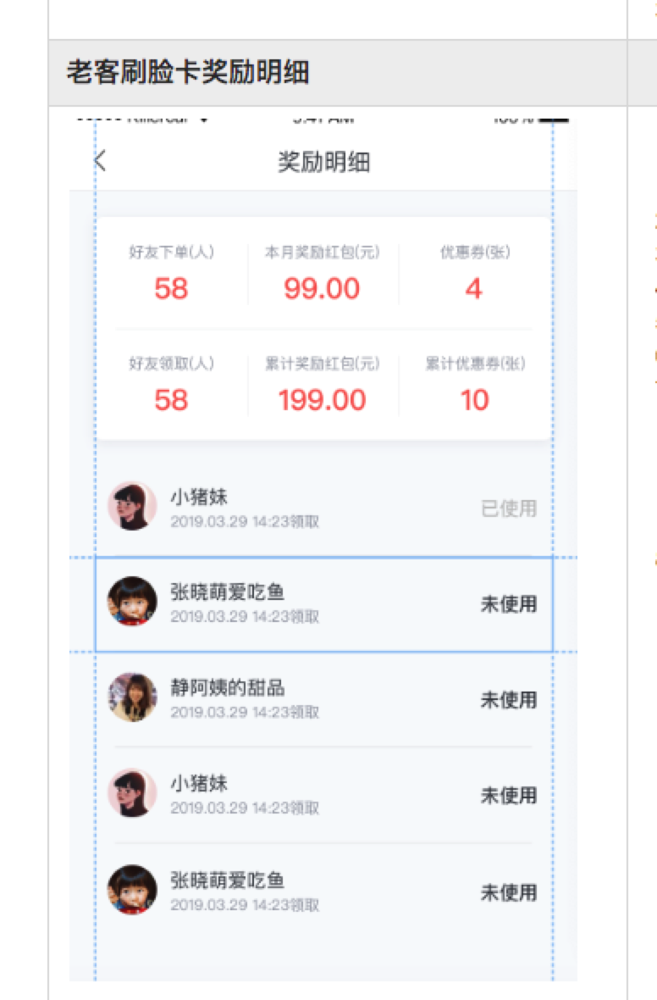 老客刷脸卡奖励明细
奖励明细
好友下单(人) 本月奖励红包(元) 优惠券(张)
58 99.00 4
好友领取(人) 累计奖励红包(元) 累计优惠券(张)
58 199.00 10
小猪妹
2019.03.29 14:23领取
已使用
张晓萌爱吃鱼
2019.03.29 14:23领取
未使用
静阿姨的甜品
2019.03.29 14:23领取
未使用
小猪妹
2019.03.29 14:23领取
未使用
张晓萌爱吃鱼
2019.03.29 14:23领取
未使用